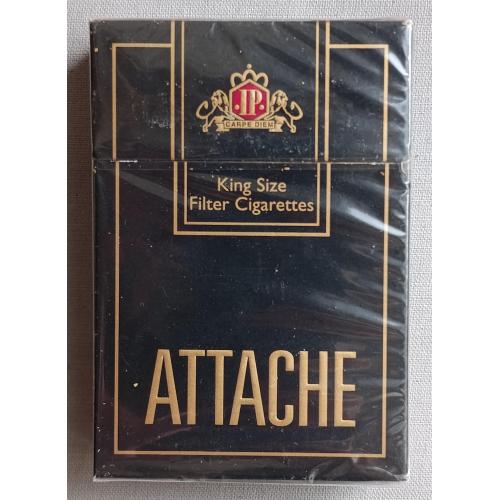 JP
CARPE DIEM
King Size
Filter Cigarettes
ATTACHE